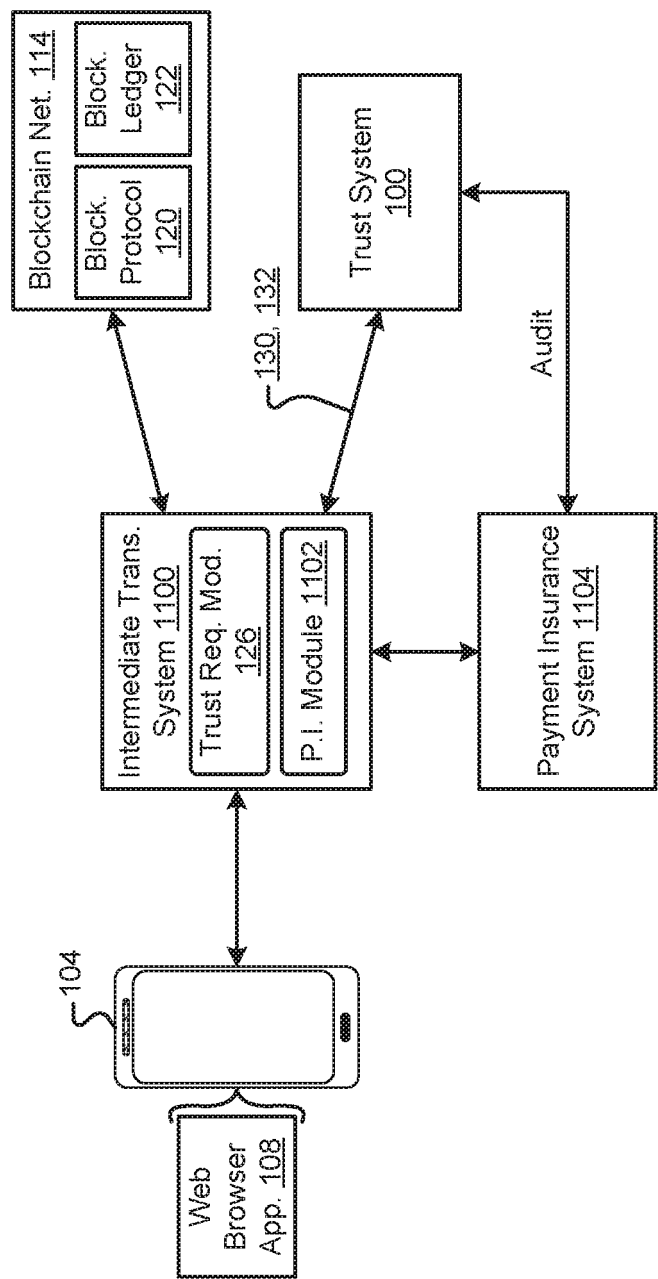 Blockchain Net. 114
Block.
Protocol
120
Block.
Ledger
122
Intermediate Trans.
System 1100
Trust Req. Mod.
126
P.I. Module 1102
104
Web
Browser
App. 108
130, 132
Trust System
100
Audit
Payment Insurance
System 1104